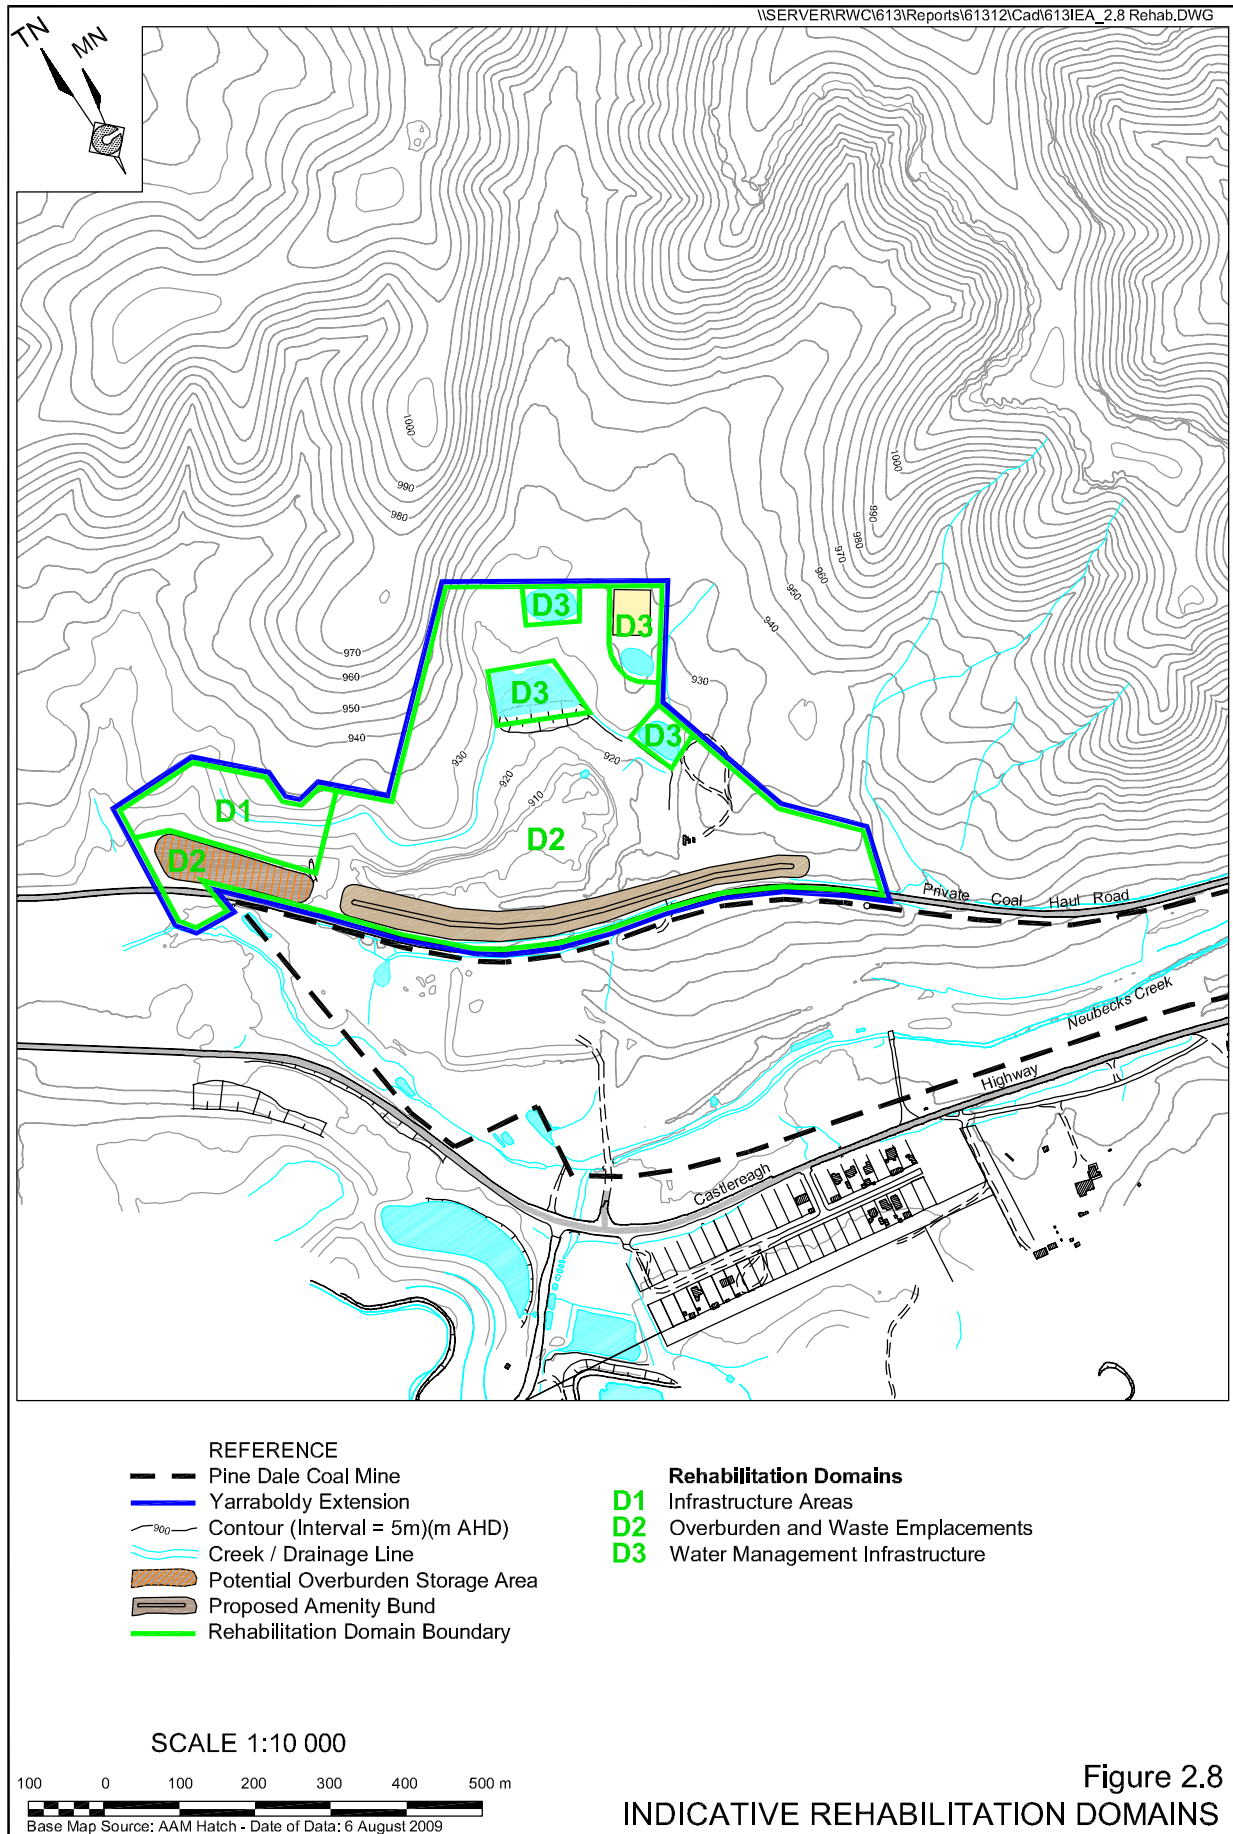 \\SERVER\RWC\613\Reports\61312\Cad\613IEA_2.8 Rehab.DWG
TN
MN
1000
990
980
1000
990
980
970
960
950
940
970
960
950
940
930
930
920
910
920
D3
D3
D3
D3
D1
D2
D2
Private Coal Haul Road
Neubecks Creek
Castlereagh Highway
REFERENCE
Pine Dale Coal Mine
Yarraboldy Extension
900 Contour (Interval = 5m)(m AHD)
Creek / Drainage Line
Potential Overburden Storage Area
Proposed Amenity Bund
Rehabilitation Domain Boundary
Rehabilitation Domains
D1 Infrastructure Areas
D2 Overburden and Waste Emplacements
D3 Water Management Infrastructure
SCALE 1:10 000
100 0 100 200 300 400 500 m
Base Map Source: AAM Hatch - Date of Data: 6 August 2009
Figure 2.8
INDICATIVE REHABILITATION DOMAINS